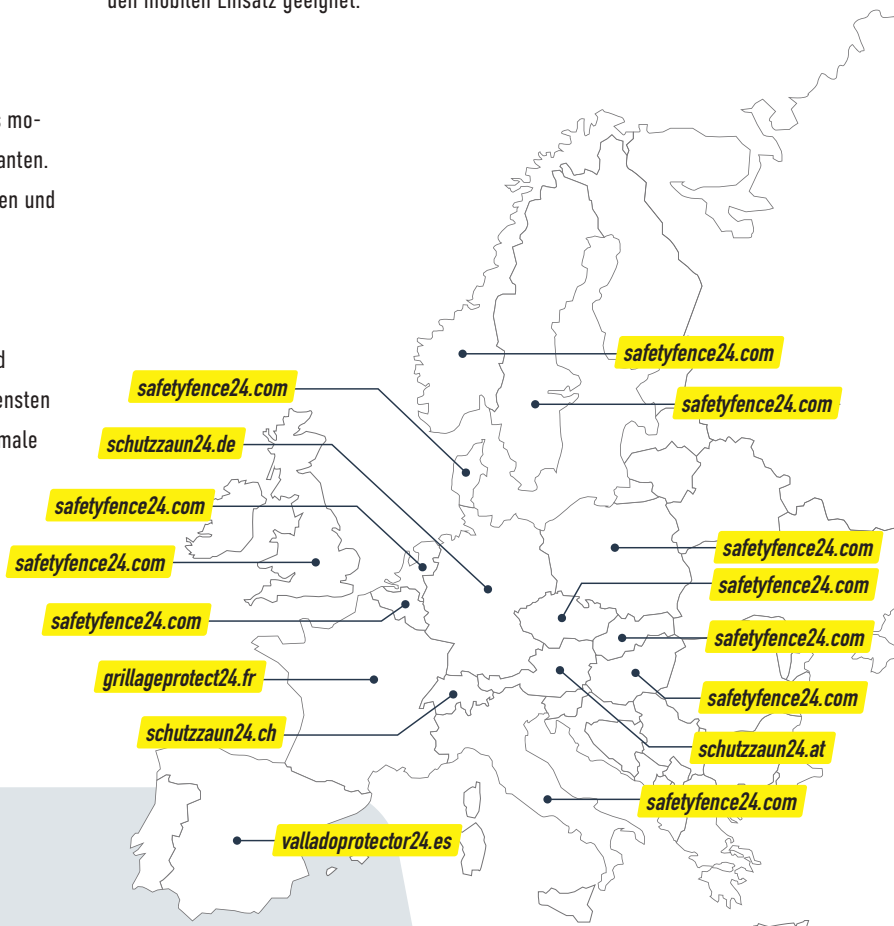 den mobilen Einsatz geeignet.
s mo-
anten.
en und
d
ensten
male
safetyfence24.com
safetyfence24.com
safetyfence24.com
schutzzaun24.de
safetyfence24.com
safetyfence24.com
safetyfence24.com
safetyfence24.com
safetyfence24.com
safetyfence24.com
grillageprotect24.fr
safetyfence24.com
schutzzaun24.ch
schutzzaun24.at
safetyfence24.com
valladoprotector24.es